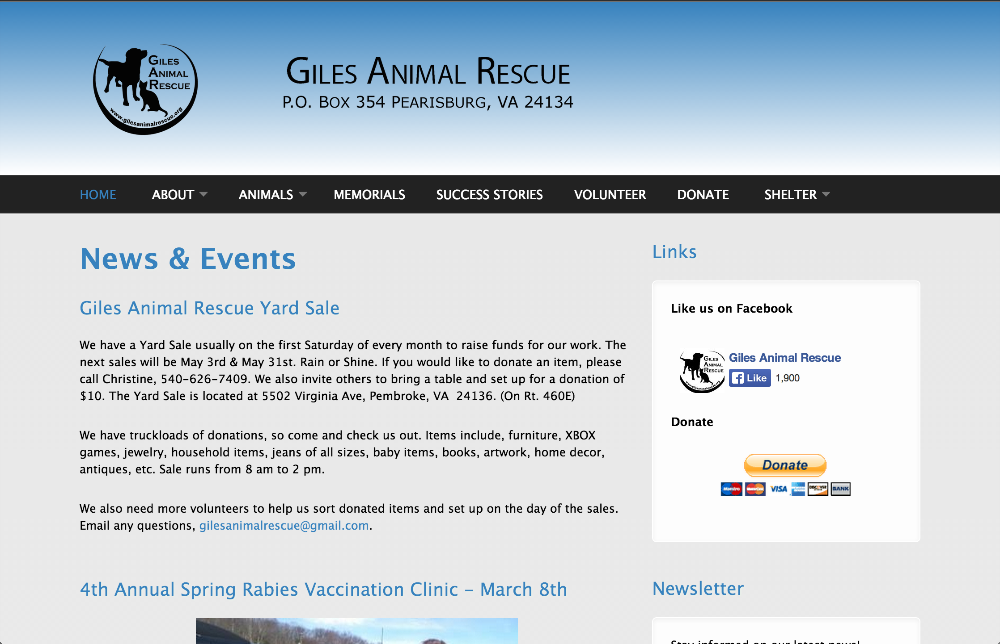 GILES
ANIMAL
RESCUE
www.gilesanimalrescue.org
GILES ANIMAL RESCUE
P.O. BOX 354 PEARISBURG, VA 24134
HOME ABOUT ANIMALS MEMORIALS SUCCESS STORIES VOLUNTEER DONATE SHELTER
News & Events
Giles Animal Rescue Yard Sale
We have a Yard Sale usually on the first Saturday of every month to raise funds for our work. The
next sales will be May 3rd & May 31st. Rain or Shine. If you would like to donate an item, please
call Christine, 540-626-7409. We also invite others to bring a table and set up for a donation of
$10. The Yard Sale is located at 5502 Virginia Ave, Pembroke, VA  24136. (On Rt. 460E)
We have truckloads of donations, so come and check us out. Items include, furniture, XBOX
games, jewelry, household items, jeans of all sizes, baby items, books, artwork, home decor,
antiques, etc. Sale runs from 8 am to 2 pm.
We also need more volunteers to help us sort donated items and set up on the day of the sales.
Email any questions, gilesanimalrescue@gmail.com.
4th Annual Spring Rabies Vaccination Clinic – March 8th
Links
Like us on Facebook
GILES
ANIMAL
RESCUE
www.gilesanimalrescue.org
Giles Animal Rescue
Like 1,900
Donate
Donate
Maestro MasterCard VISA DISCOVER BANK
Newsletter
Stay informed on our latest news!